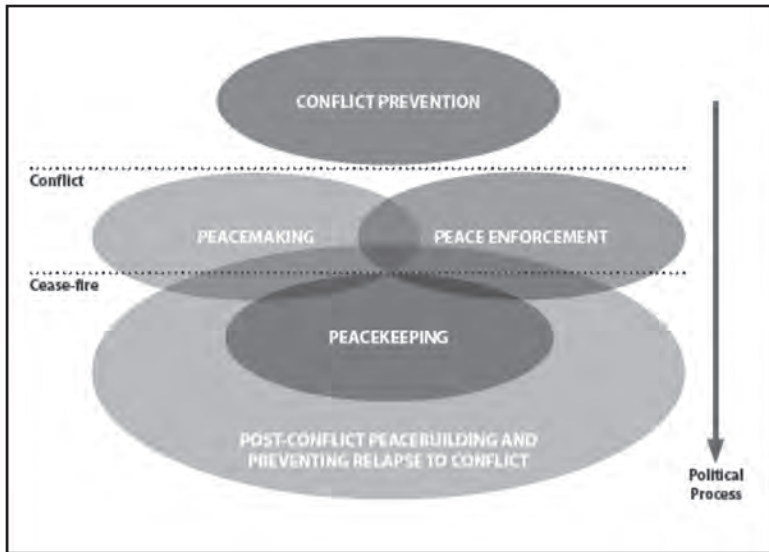 CONFLICT PREVENTION
Conflict
PEACEMAKING
PEACE ENFORCEMENT
Cease-fire
PEACEKEEPING
POST-CONFLICT PEACEBUILDING AND
PREVENTING RELAPSE TO CONFLICT
Political
Process